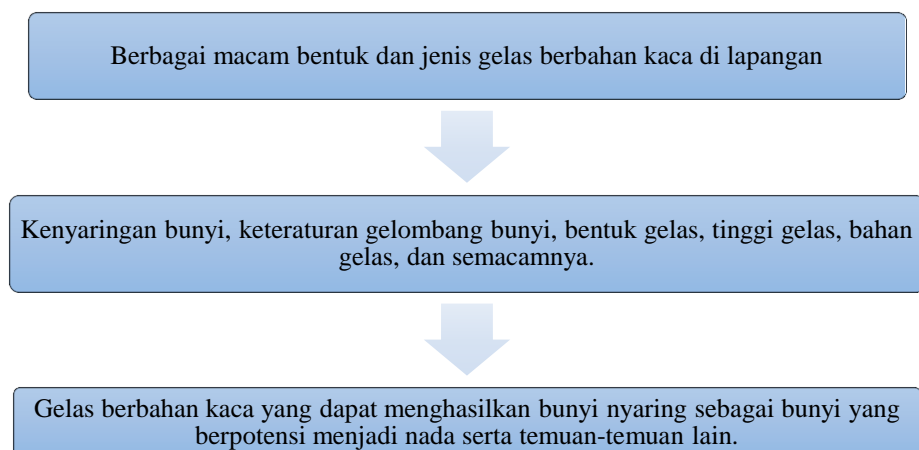 Berbagai macam bentuk dan jenis gelas berbahan kaca di lapangan
Kenyaringan bunyi, keteraturan gelombang bunyi, bentuk gelas, tinggi gelas, bahan
gelas, dan semacamnya.
Gelas berbahan kaca yang dapat menghasilkan bunyi nyaring sebagai bunyi yang
berpotensi menjadi nada serta temuan-temuan lain.